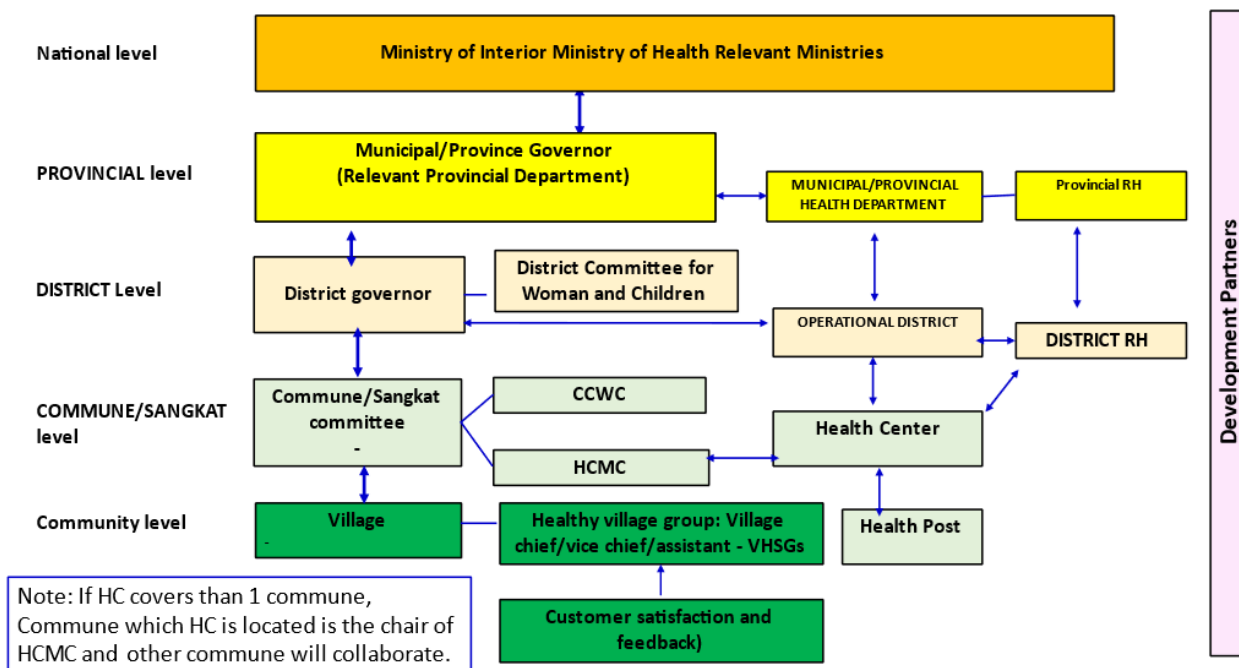 National level
Ministry of Interior Ministry of Health Relevant Ministries
PROVINCIAL level
Municipal/Province Governor
(Relevant Provincial Department)
MUNICIPAL/PROVINCIAL
HEALTH DEPARTMENT
Provincial RH
DISTRICT Level
District governor
District Committee for
Woman and Children
OPERATIONAL DISTRICT
DISTRICT RH
COMMUNE/SANGKAT
level
Commune/Sangkat
committee
-
CCWC
HCMC
Health Center
Community level
Village
-
Healthy village group: Village
chief/vice chief/assistant - VHSGs
Health Post
Customer satisfaction and
feedback)
Note: If HC covers than 1 commune,
Commune which HC is located is the chair of
HCMC and other commune will collaborate.
Development Partners